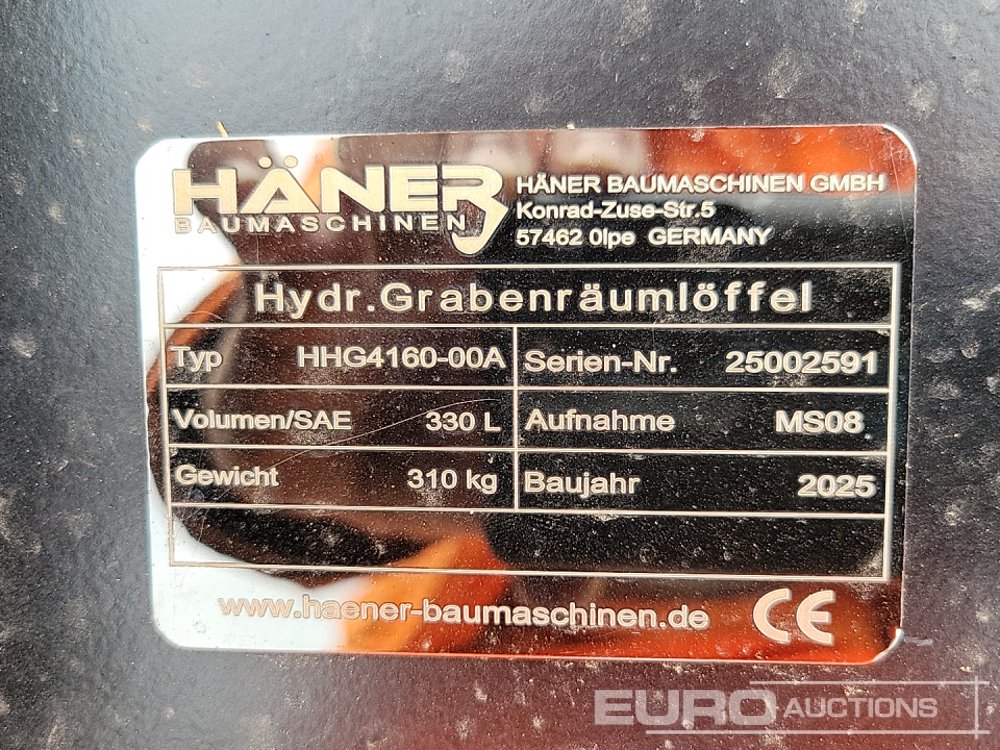 HÄNER
BAUMASCHINEN
HÄNER BAUMASCHINEN GMBH
Konrad-Zuse-Str.5
57462 0lpe GERMANY
Hydr.Grabenräumlöffel
Typ HHG4160-00A Serien-Nr. 25002591
Volumen/SAE 330 L Aufnahme MS08
Gewicht 310 kg Baujahr 2025
www.haener-baumaschinen.de CE
EURO AUCTIONS